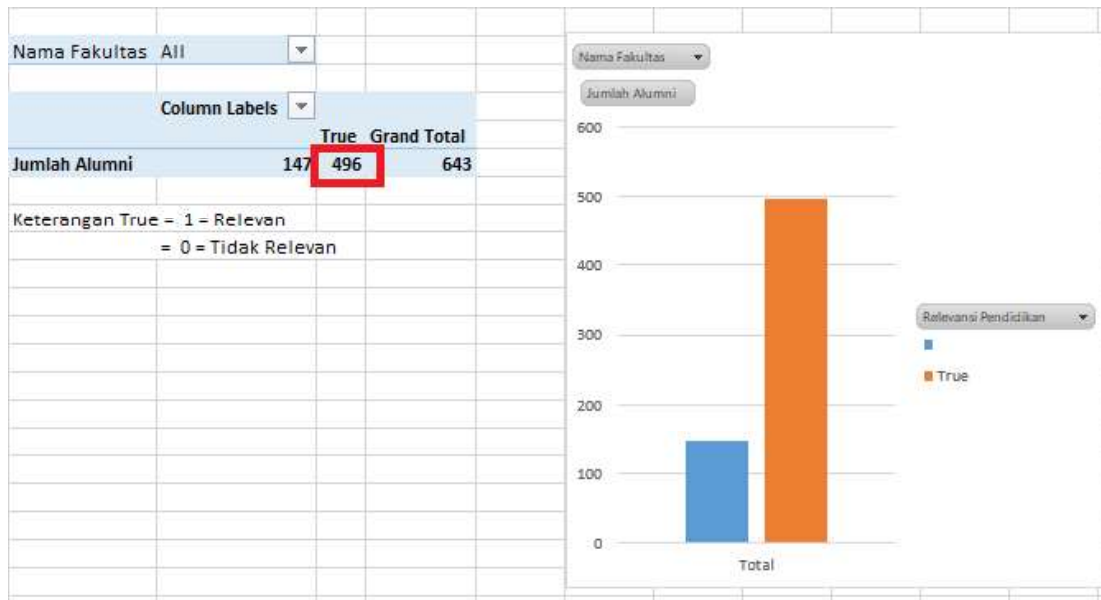 Nama Fakultas All
Column Labels
True Grand Total
Jumlah Alumni 147 496 643
Keterangan True = 1 = Relevan
= 0 = Tidak Relevan
Nama Fakultas
Jumlah Alumni
600
500
400
300
200
100
0
Total
Relevansi Pendidikan
True